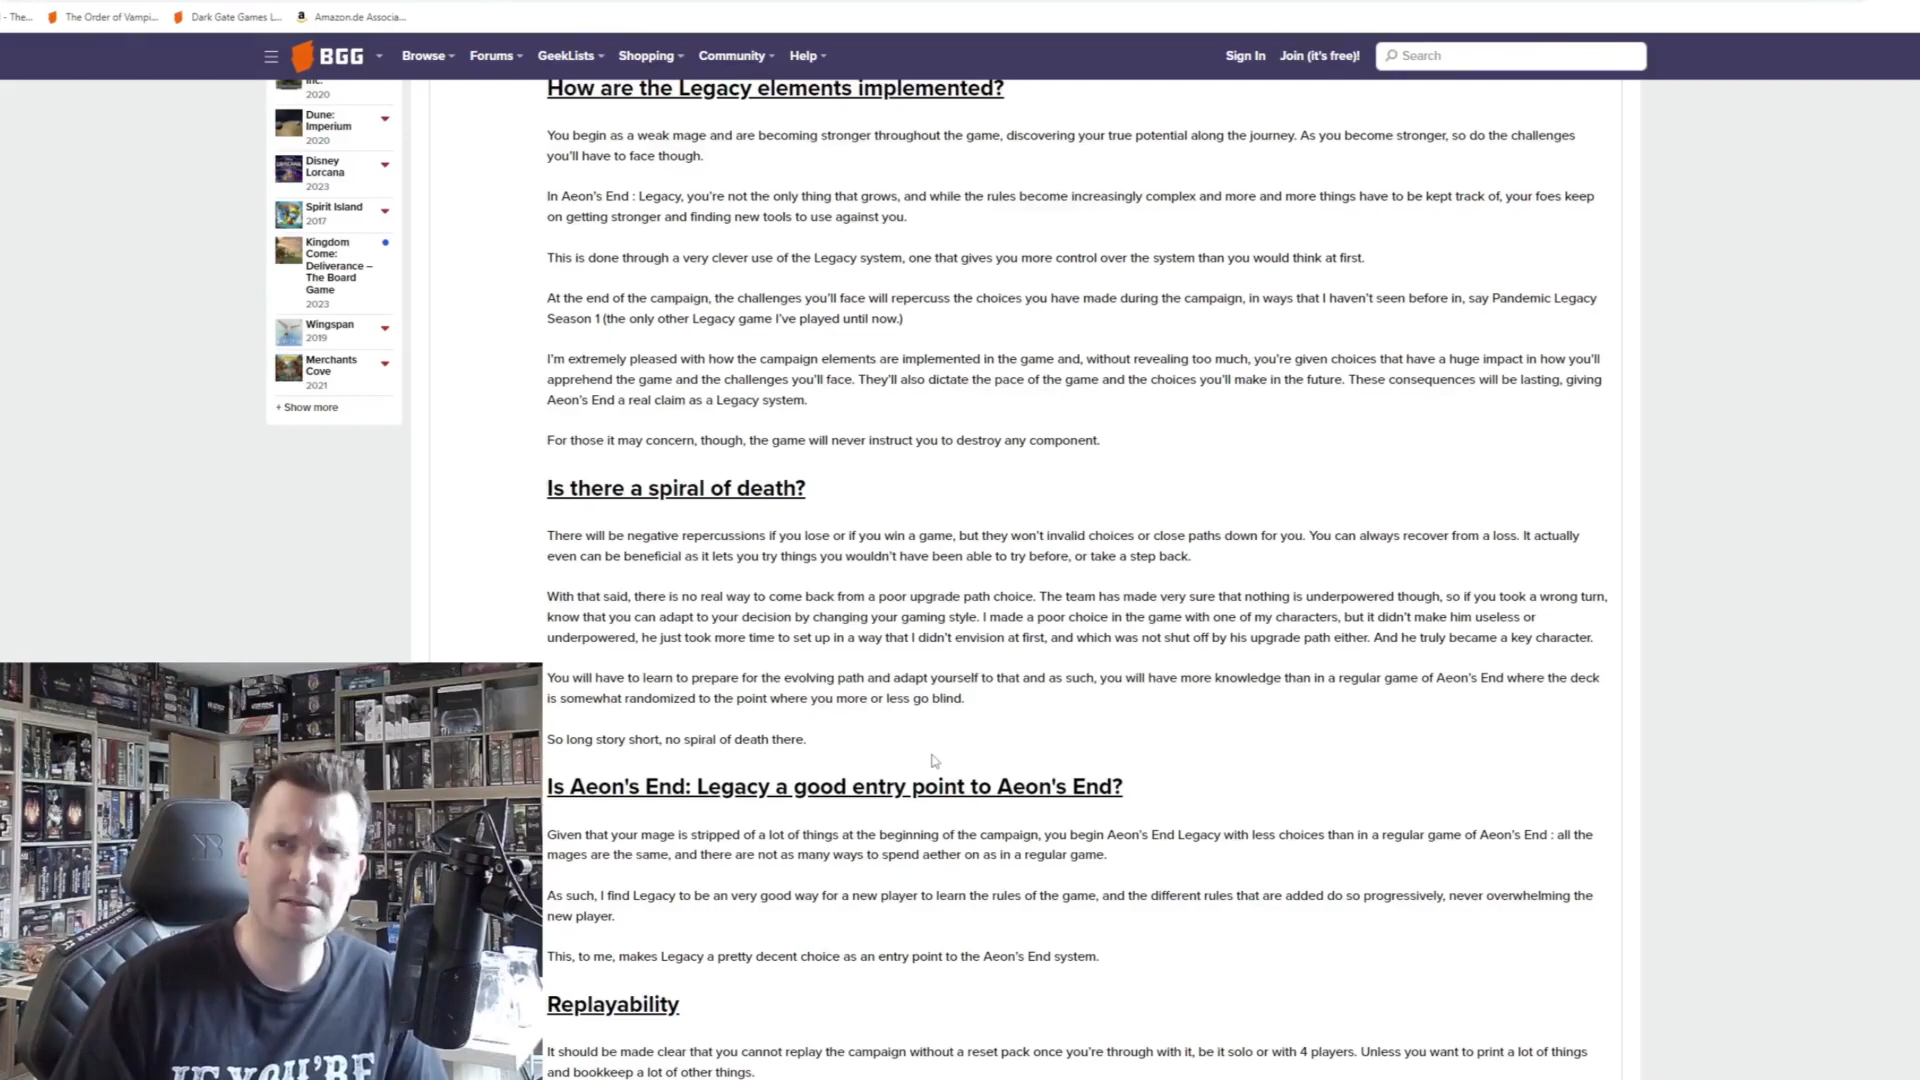 - The...
The Order of Vampi...
Dark Gate Games L...
a
Amazon.de Associa...
BGG
Browse
Forums
GeekLists
Shopping
Community
Help
Sign In
Join (it's free)!
Search
Inc.
2020
Dune:
Imperium
2020
Disney
Lorcana
2023
Spirit Island
2017
Kingdom
Come:
Deliverance –
The Board
Game
2023
Wingspan
2019
Merchants
Cove
2021
+ Show more
How are the Legacy elements implemented?
You begin as a weak mage and are becoming stronger throughout the game, discovering your true potential along the journey. As you become stronger, so do the challenges
you'll have to face though.
In Aeon's End : Legacy, you're not the only thing that grows, and while the rules become increasingly complex and more and more things have to be kept track of, your foes keep
on getting stronger and finding new tools to use against you.
This is done through a very clever use of the Legacy system, one that gives you more control over the system than you would think at first.
At the end of the campaign, the challenges you'll face will repercuss the choices you have made during the campaign, in ways that I haven't seen before in, say Pandemic Legacy
Season 1 (the only other Legacy game I've played until now.)
I'm extremely pleased with how the campaign elements are implemented in the game and, without revealing too much, you're given choices that have a huge impact in how you'll
apprehend the game and the challenges you'll face. They'll also dictate the pace of the game and the choices you'll make in the future. These consequences will be lasting, giving
Aeon's End a real claim as a Legacy system.
For those it may concern, though, the game will never instruct you to destroy any component.
Is there a spiral of death?
There will be negative repercussions if you lose or if you win a game, but they won't invalid choices or close paths down for you. You can always recover from a loss. It actually
even can be beneficial as it lets you try things you wouldn't have been able to try before, or take a step back.
With that said, there is no real way to come back from a poor upgrade path choice. The team has made very sure that nothing is underpowered though, so if you took a wrong turn,
know that you can adapt to your decision by changing your gaming style. I made a poor choice in the game with one of my characters, but it didn't make him useless or
underpowered, he just took more time to set up in a way that I didn't envision at first, and which was not shut off by his upgrade path either. And he truly became a key character.
You will have to learn to prepare for the evolving path and adapt yourself to that and as such, you will have more knowledge than in a regular game of Aeon's End where the deck
is somewhat randomized to the point where you more or less go blind.
So long story short, no spiral of death there.
Is Aeon's End: Legacy a good entry point to Aeon's End?
Given that your mage is stripped of a lot of things at the beginning of the campaign, you begin Aeon's End Legacy with less choices than in a regular game of Aeon's End : all the
mages are the same, and there are not as many ways to spend aether on as in a regular game.
As such, I find Legacy to be an very good way for a new player to learn the rules of the game, and the different rules that are added do so progressively, never overwhelming the
new player.
This, to me, makes Legacy a pretty decent choice as an entry point to the Aeon's End system.
Replayability
It should be made clear that you cannot replay the campaign without a reset pack once you're through with it, be it solo or with 4 players. Unless you want to print a lot of things
and bookkeep a lot of other things.
BACKFORCE
IF YOU'RE